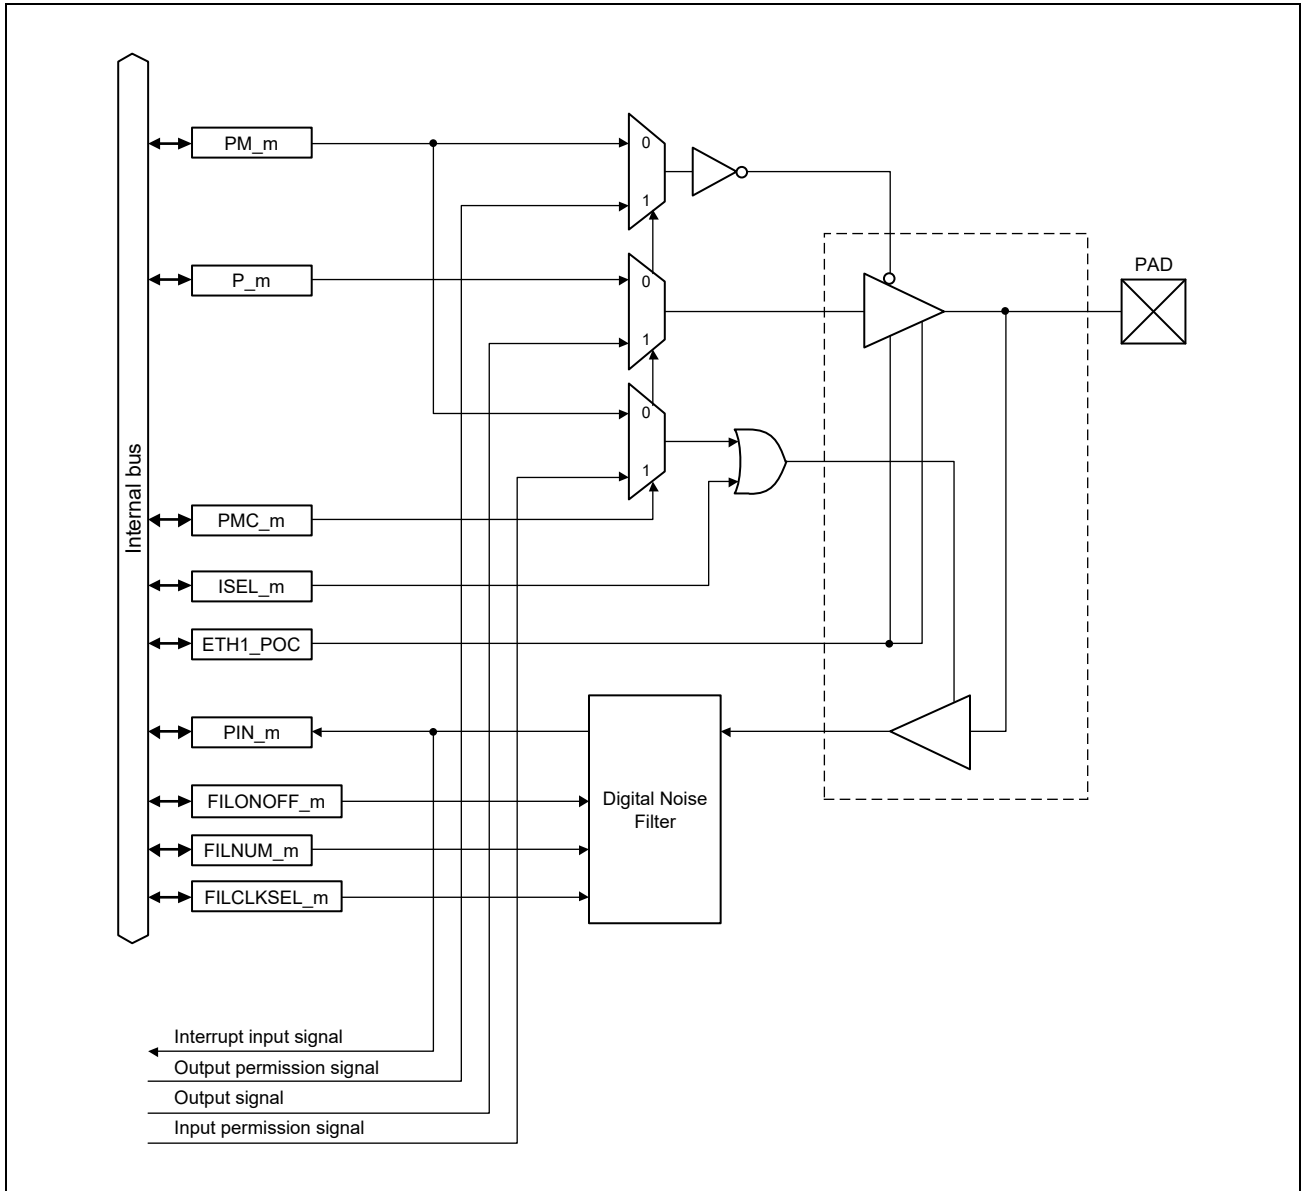 PM_m
0
1
PAD
P_m
0
1
0
1
Internal bus
PMC_m
ISEL_m
ETH1_POC
PIN_m
FILONOFF_m
Digital Noise
Filter
FILNUM_m
FILCLKSEL_m
Interrupt input signal
Output permission signal
Output signal
Input permission signal